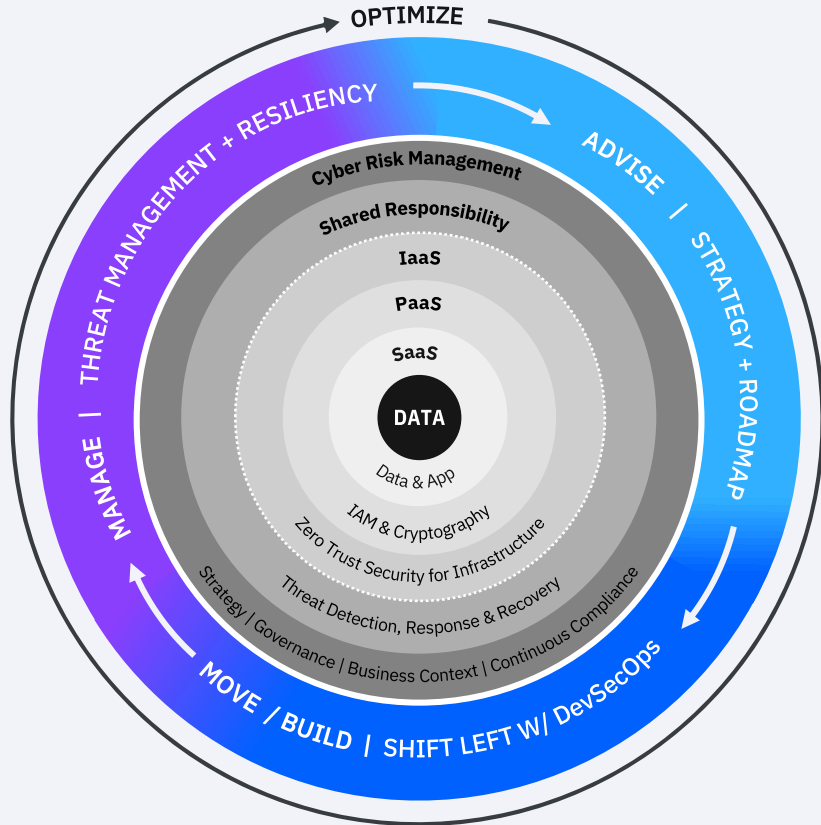 OPTIMIZE
ADVISE | STRATEGY + ROADMAP
MOVE / BUILD | SHIFT LEFT W/ DevSecOps
MANAGE | THREAT MANAGEMENT + RESILIENCY
Cyber Risk Management
Shared Responsibility
IaaS
PaaS
SaaS
DATA
Data & App
IAM & Cryptography
Zero Trust Security for Infrastructure
Threat Detection, Response & Recovery
Strategy | Governance | Business Context | Continuous Compliance